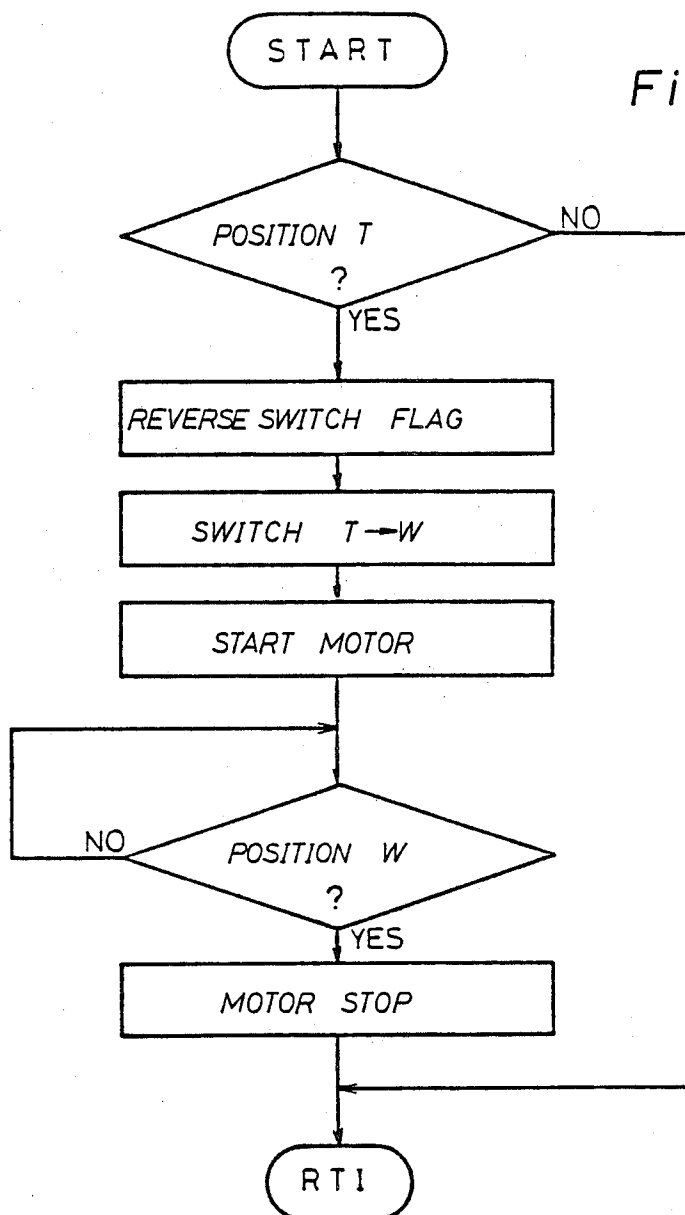 START
Fi
POSITION T
?
NO
YES
REVERSE SWITCH FLAG
SWITCH T→W
START MOTOR
NO
POSITION W
?
YES
MOTOR STOP
RTI